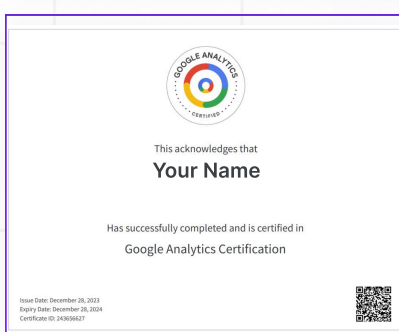 GOOGLE ANALYTICS
CERTIFIED
This acknowledges that
Your Name
Has successfully completed and is certified in
Google Analytics Certification
Issue Date: December 28, 2023
Expiry Date: December 28, 2024
Certificate ID: 243656627